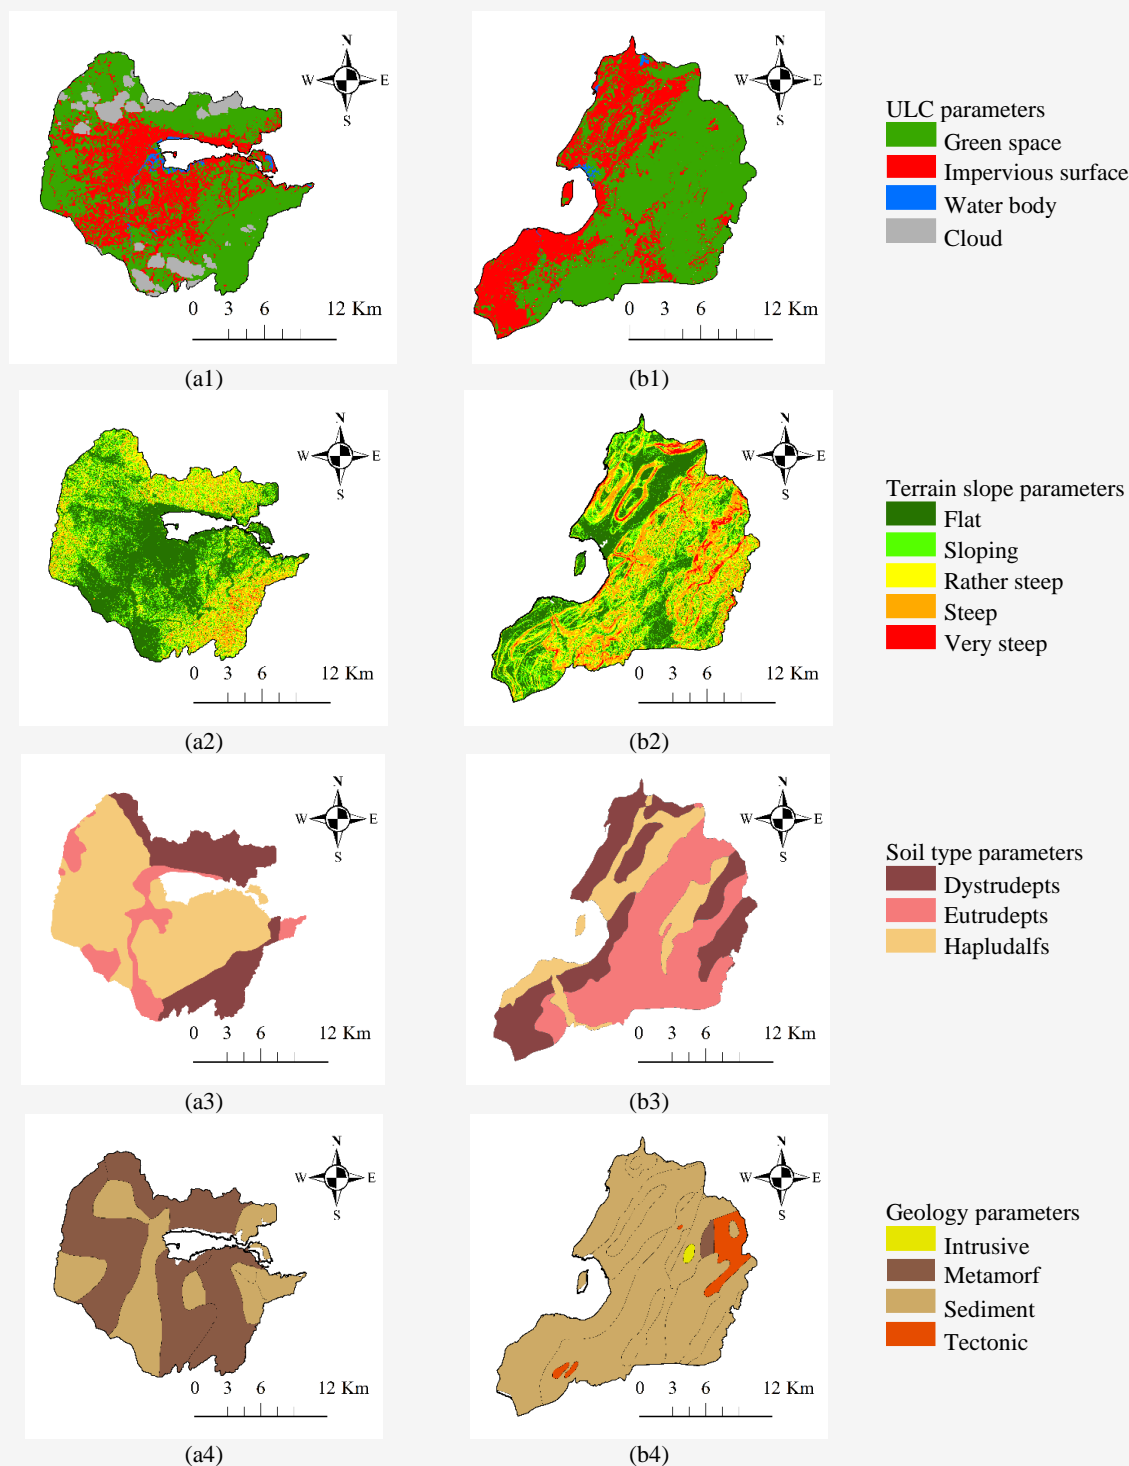 N
W E
S
0 3 6 12 Km
(a1)
N
W E
S
0 3 6 12 Km
(b1)
ULC parameters
Green space
Impervious surface
Water body
Cloud
N
W E
S
0 3 6 12 Km
(a2)
N
W E
S
0 3 6 12 Km
(b2)
Terrain slope parameters
Flat
Sloping
Rather steep
Steep
Very steep
N
W E
S
0 3 6 12 Km
(a3)
N
W E
S
0 3 6 12 Km
(b3)
Soil type parameters
Dystrudepts
Eutrudepts
Hapludalfs
N
W E
S
0 3 6 12 Km
(a4)
N
W E
S
0 3 6 12 Km
(b4)
Geology parameters
Intrusive
Metamorf
Sediment
Tectonic